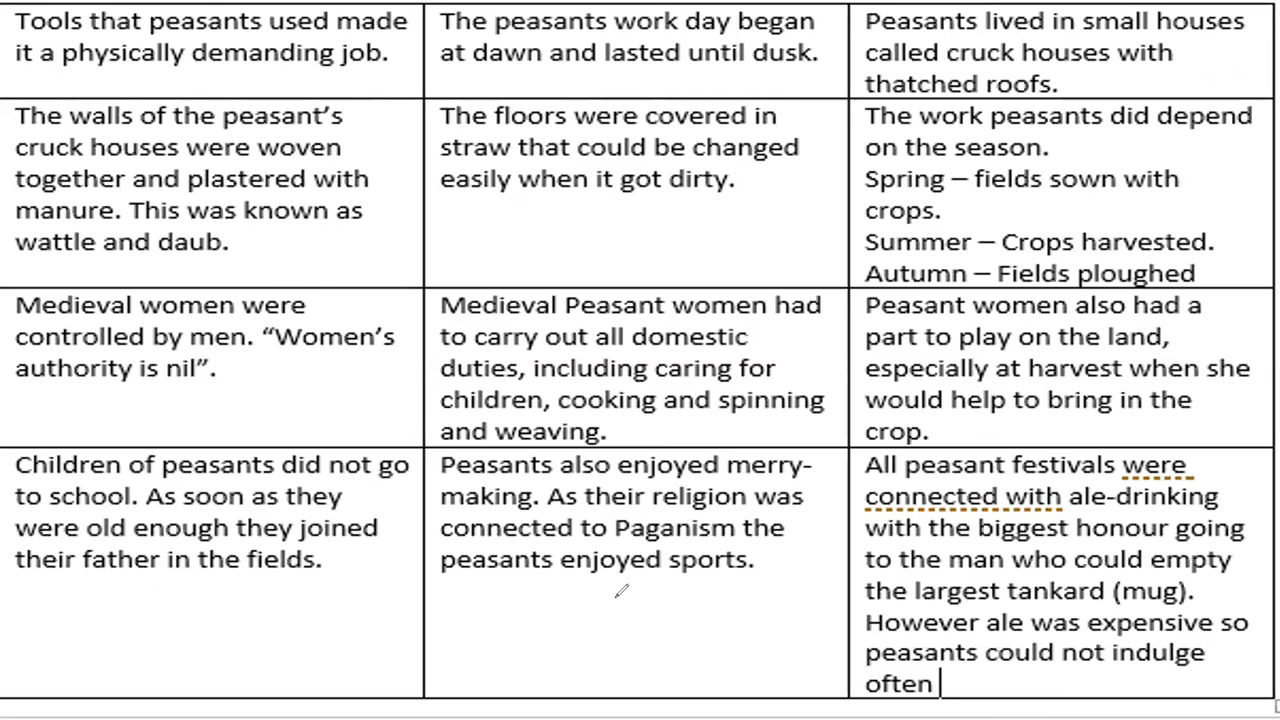 Tools that peasants used made
it a physically demanding job.
The peasants work day began
at dawn and lasted until dusk.
Peasants lived in small houses
called cruck houses with
thatched roofs.
The walls of the peasant’s
cruck houses were woven
together and plastered with
manure. This was known as
wattle and daub.
The floors were covered in
straw that could be changed
easily when it got dirty.
The work peasants did depend
on the season.
Spring – fields sown with
crops.
Summer – Crops harvested.
Autumn – Fields ploughed
Medieval women were
controlled by men. “Women’s
authority is nil”.
Medieval Peasant women had
to carry out all domestic
duties, including caring for
children, cooking and spinning
and weaving.
Peasant women also had a
part to play on the land,
especially at harvest when she
would help to bring in the
crop.
Children of peasants did not go
to school. As soon as they
were old enough they joined
their father in the fields.
Peasants also enjoyed merry-
making. As their religion was
connected to Paganism the
peasants enjoyed sports.
All peasant festivals were
connected with ale-drinking
with the biggest honour going
to the man who could empty
the largest tankard (mug).
However ale was expensive so
peasants could not indulge
often